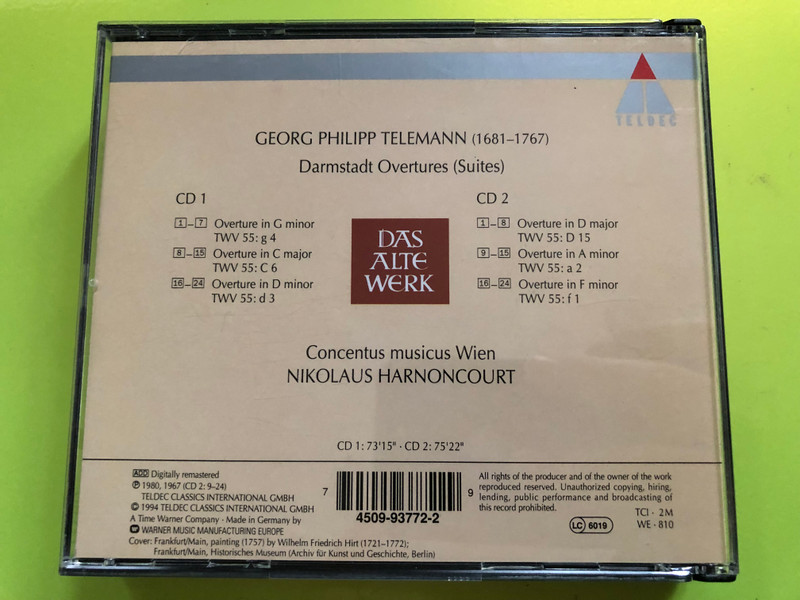 TELDEC
GEORG PHILIPP TELEMANN (1681–1767)
Darmstadt Overtures (Suites)
CD 1
1–7 Overture in G minor
TWV 55: g 4
8–15 Overture in C major
TWV 55: C 6
16–24 Overture in D minor
TWV 55: d 3
DAS
ALTE
WERK
CD 2
1–8 Overture in D major
TWV 55: D 15
9–15 Overture in A minor
TWV 55: a 2
16–24 Overture in F minor
TWV 55: f 1
Concentus musicus Wien
NIKOLAUS HARNONCOURT
CD 1: 73'15" · CD 2: 75'22"
ADD Digitally remastered
℗ 1980, 1967 (CD 2: 9–24)
TELDEC CLASSICS INTERNATIONAL GMBH
© 1994 TELDEC CLASSICS INTERNATIONAL GMBH
A Time Warner Company · Made in Germany by
WARNER MUSIC MANUFACTURING EUROPE
Cover: Frankfurt/Main, painting (1757) by Wilhelm Friedrich Hirt (1721–1772);
Frankfurt/Main, Historisches Museum (Archiv für Kunst und Geschichte, Berlin)
7 4509-93772-2 9
All rights of the producer and of the owner of the work
reproduced reserved. Unauthorized copying, hiring,
lending, public performance and broadcasting of
this record prohibited.
LC 6019
TCI · 2M
WE · 810